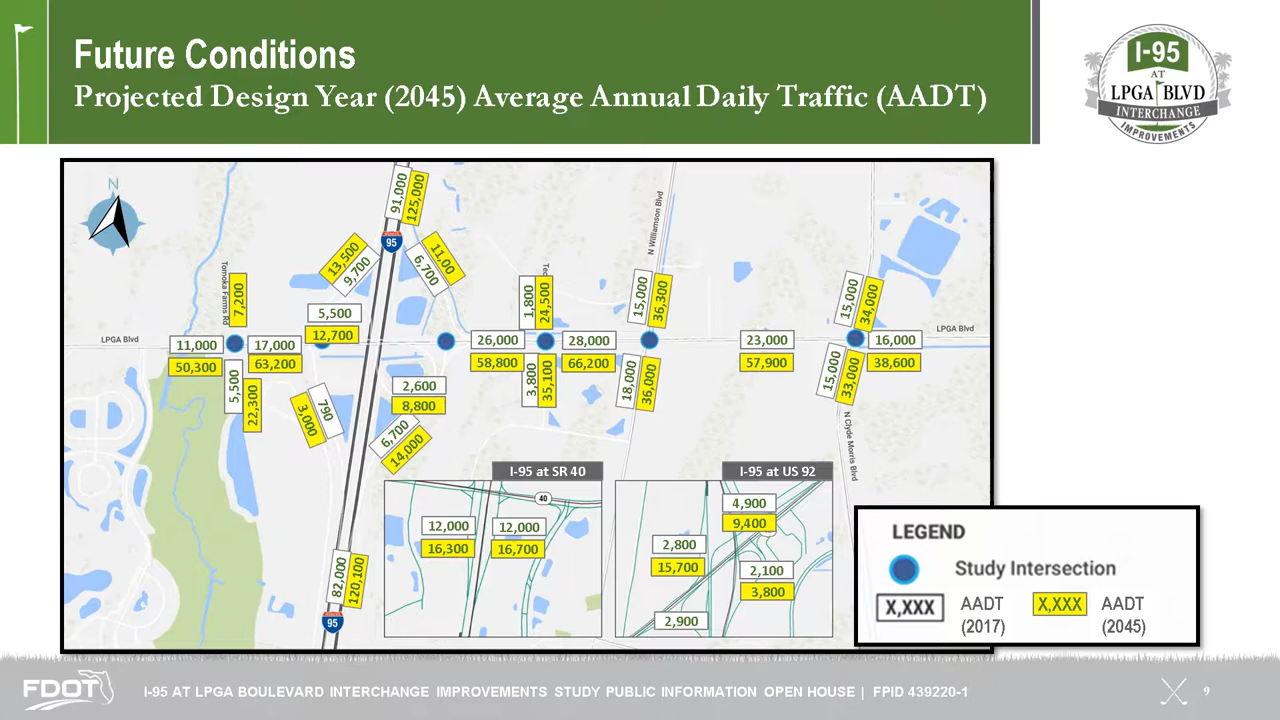 Future Conditions
Projected Design Year (2045) Average Annual Daily Traffic (AADT)
I-95
AT
LPGA BLVD
INTERCHANGE
IMPROVEMENTS
N
91,000
125,000
95
13,500
9,700
11,00
6,700
N Williamson Blvd
Tomoka Farms Rd
7,200
Tec
1,800
24,500
15,000
36,300
15,000
34,000
5,500
12,700
LPGA Blvd
11,000
50,300
17,000
63,200
26,000
58,800
28,000
66,200
23,000
57,900
16,000
38,600
LPGA Blvd
5,500
22,300
3,800
35,100
18,000
36,000
15,000
33,000
2,600
8,800
790
3,000
6,700
14,000
N Clyde Morris Blvd
I-95 at SR 40
40
12,000
16,300
12,000
16,700
I-95 at US 92
4,900
9,400
2,800
15,700
2,100
3,800
2,900
82,000
120,100
95
LEGEND
Study Intersection
X,XXX AADT (2017)
X,XXX AADT (2045)
FDOT
I-95 AT LPGA BOULEVARD INTERCHANGE IMPROVEMENTS STUDY PUBLIC INFORMATION OPEN HOUSE | FPID 439220-1
9